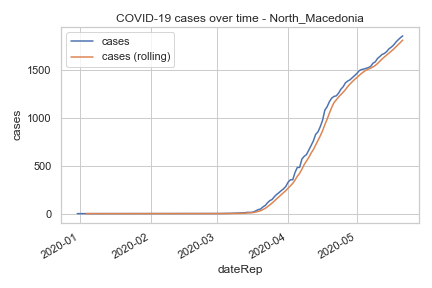 COVID-19 cases over time - North_Macedonia
cases
cases (rolling)
1500
1000
500
0
cases
2020-01
2020-02
2020-03
2020-04
2020-05
dateRep